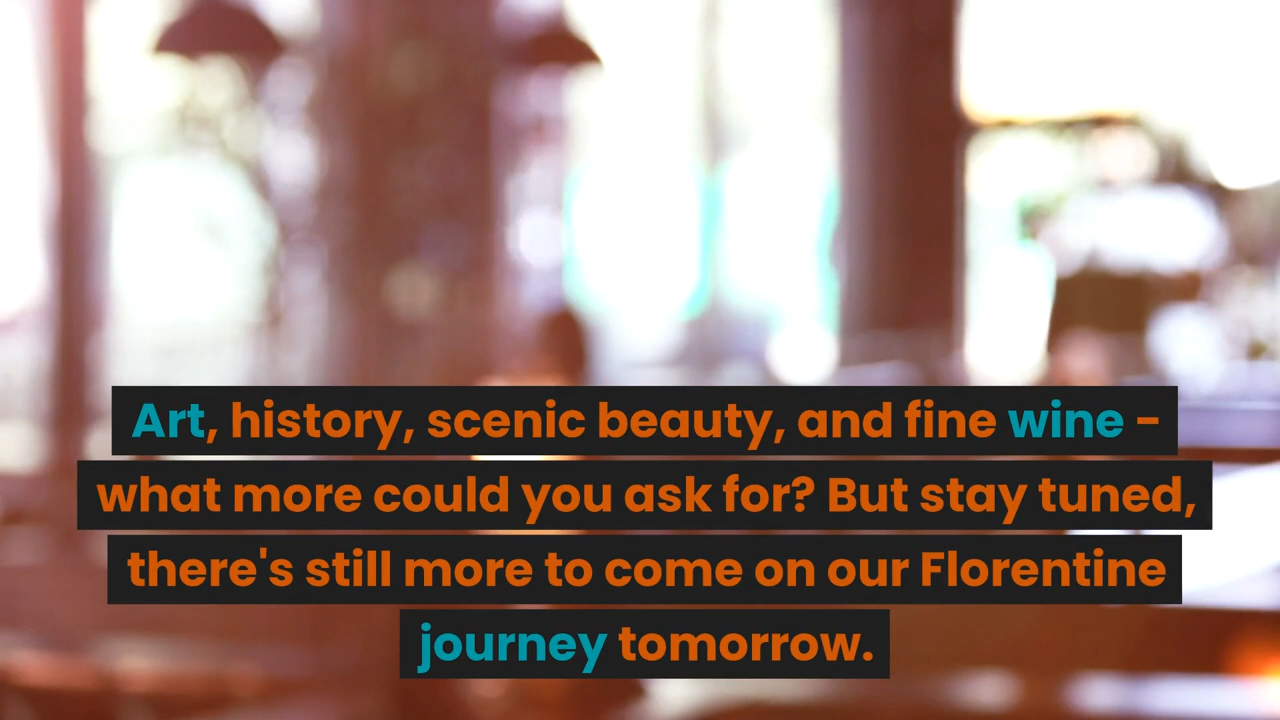 Art, history, scenic beauty, and fine wine -
what more could you ask for? But stay tuned,
there's still more to come on our Florentine
journey tomorrow.